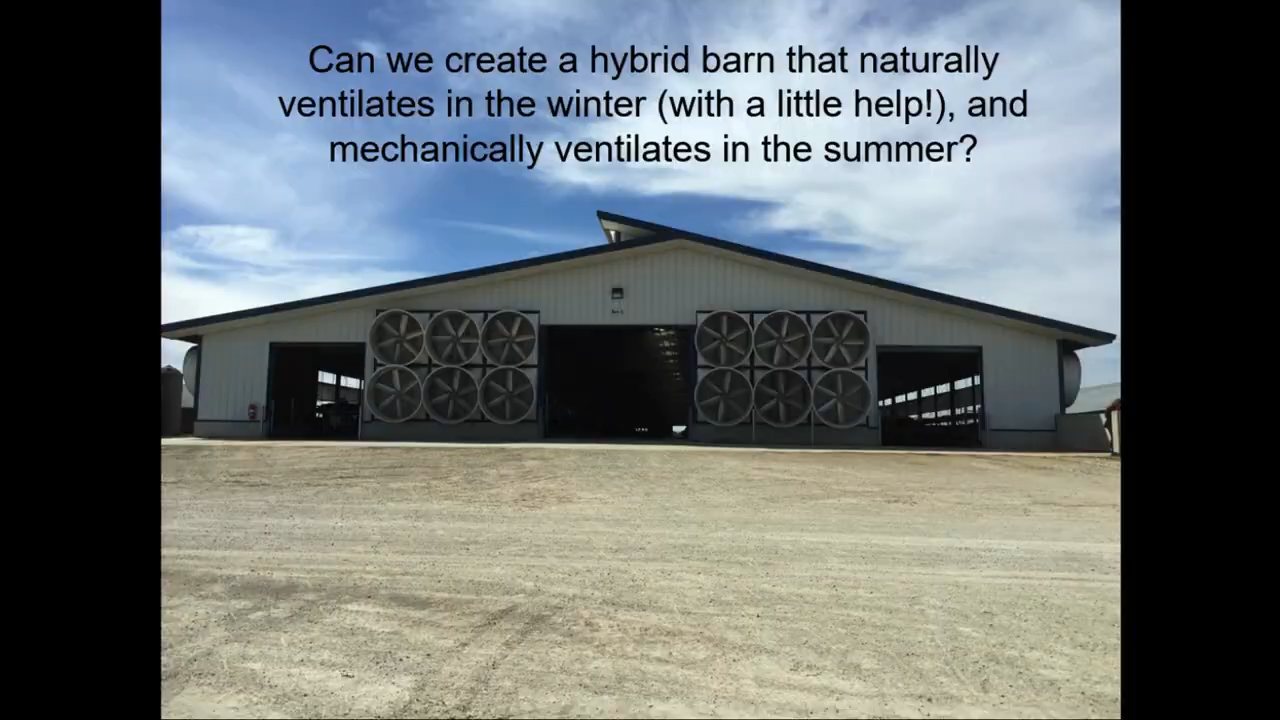 Can we create a hybrid barn that naturally
ventilates in the winter (with a little help!), and
mechanically ventilates in the summer?